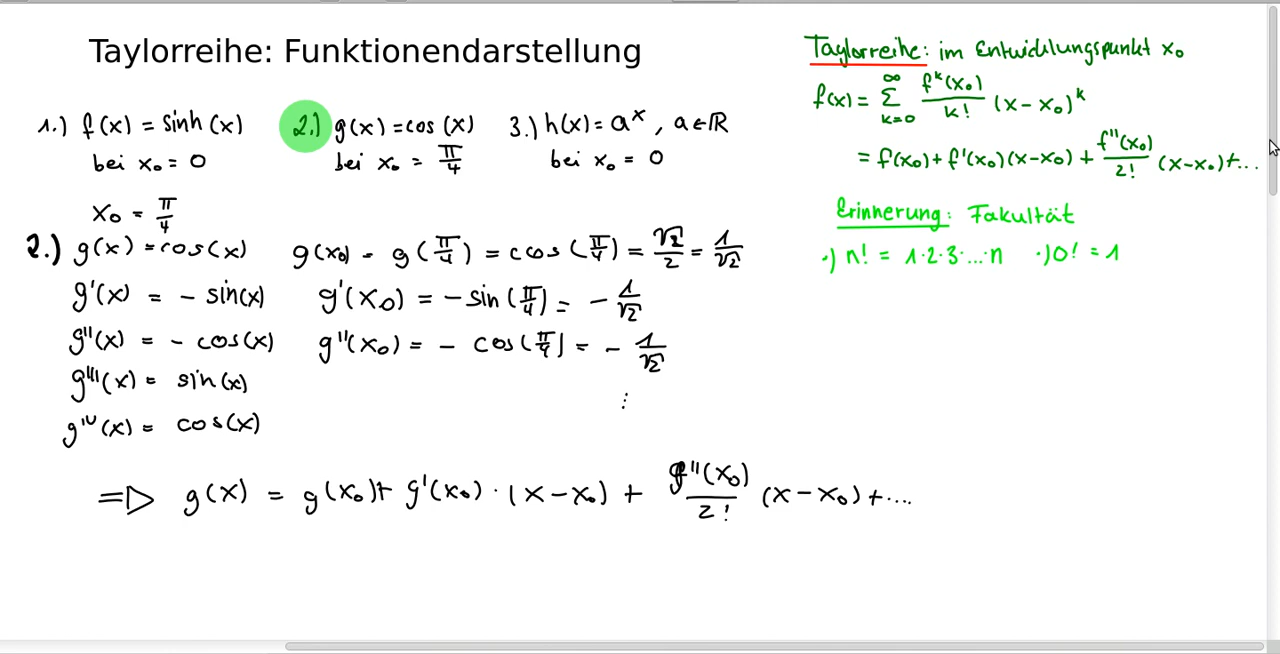 Taylorreihe: Funktionendarstellung
1.) f(x) = sinh(x) 2.) g(x) = cos(x) 3.) h(x) = aˣ, a∈ℝ
bei x₀ = 0 bei x₀ = π/4 bei x₀ = 0
x₀ = π/4
2.) g(x) = cos(x) g(x₀) = g(π/4) = cos(π/4) = √2/2 = 1/√2
g'(x) = - sin(x) g'(x₀) = - sin(π/4) = - 1/√2
g''(x) = - cos(x) g''(x₀) = - cos(π/4) = - 1/√2
g'''(x) = sin(x)
⋮
gⁱᵛ(x) = cos(x)
=> g(x) = g(x₀) + g'(x₀) · (x-x₀) + g''(x₀)/2! (x-x₀) + ....
Taylorreihe: im Entwicklungspunkt x₀
f(x) = ∞ Σ k=0 fᵏ(x₀)/k! (x-x₀)ᵏ
= f(x₀) + f'(x₀)(x-x₀) + f''(x₀)/2! (x-x₀) + ...
Erinnerung: Fakultät
·) n! = 1·2·3·...·n ·) 0! = 1